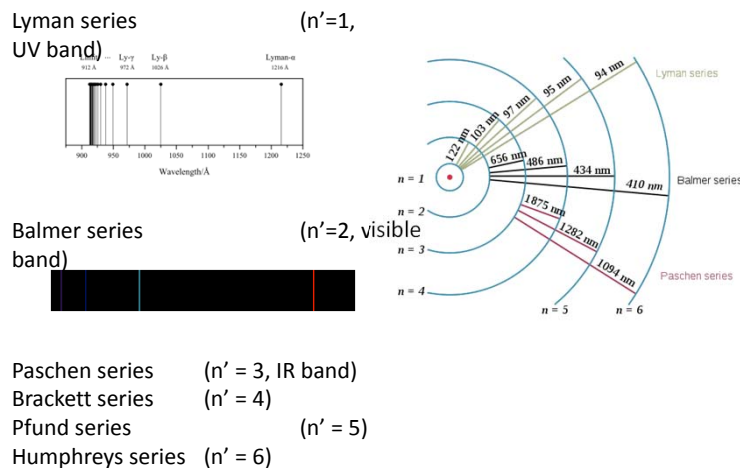 Lyman series (n’=1,
UV band)
Limit ... Ly-γ Ly-β Lyman-α
912 Å 972 Å 1026 Å 1216 Å
900 950 1000 1050 1100 1150 1200 1250
Wavelength/Å
94 nm
Lyman series
95 nm
97 nm
103 nm
122 nm
656 nm
486 nm
434 nm
410 nm
Balmer series
n = 1
1875 nm
1282 nm
1094 nm
Paschen series
n = 2
n = 3
n = 4
n = 5
n = 6
Balmer series (n’=2, visible
band)
Paschen series (n’ = 3, IR band)
Brackett series (n’ = 4)
Pfund series (n’ = 5)
Humphreys series (n’ = 6)